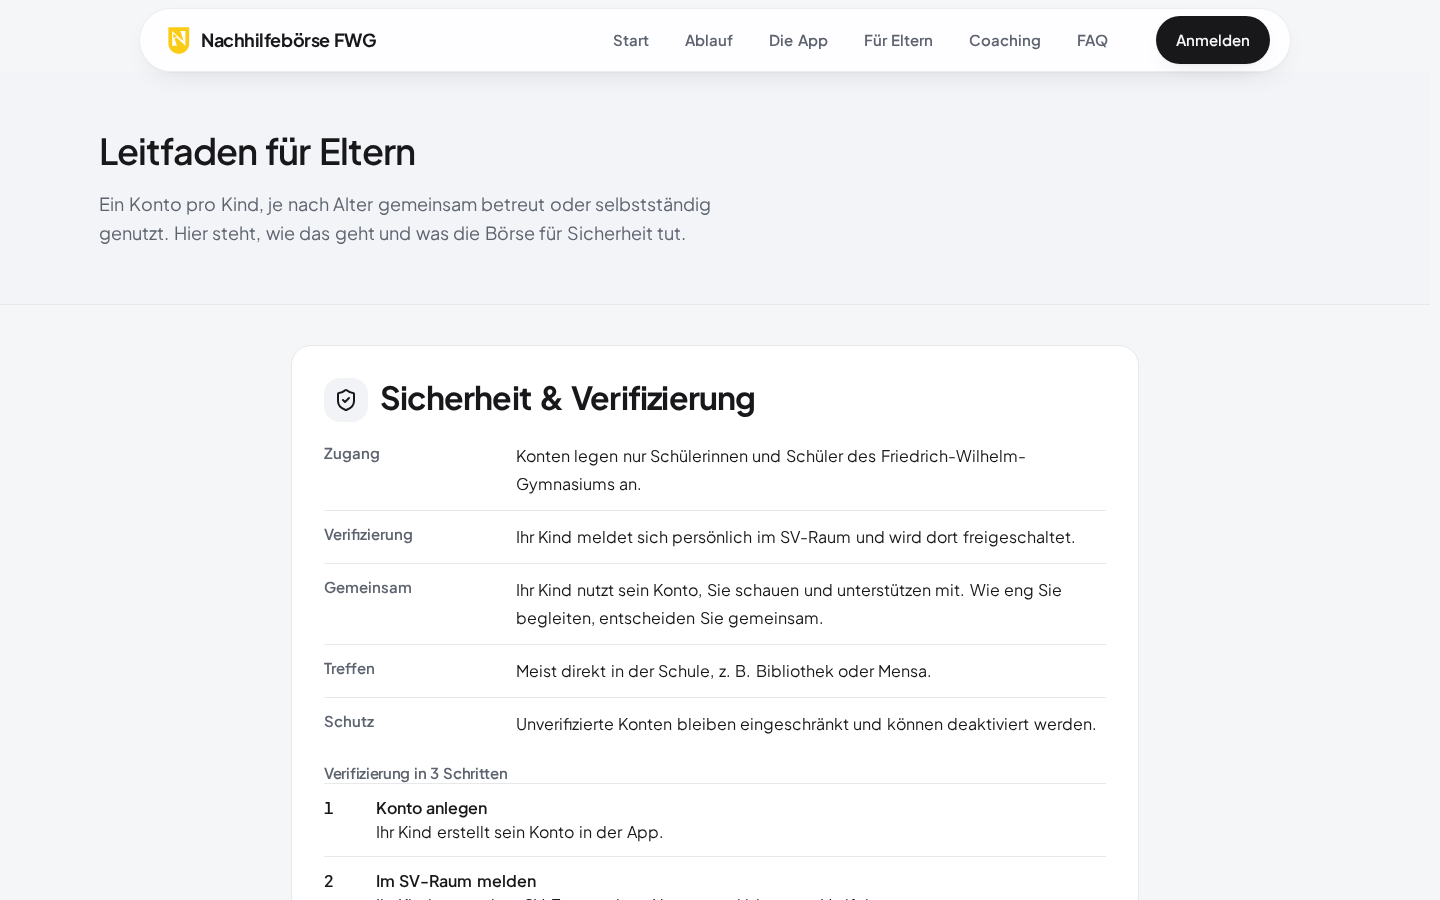 Nachhilfebörse FWG
Start
Ablauf
Die App
Für Eltern
Coaching
FAQ
Anmelden
Leitfaden für Eltern
Ein Konto pro Kind, je nach Alter gemeinsam betreut oder selbstständig
genutzt. Hier steht, wie das geht und was die Börse für Sicherheit tut.
Sicherheit & Verifizierung
Zugang
Konten legen nur Schülerinnen und Schüler des Friedrich-Wilhelm-
Gymnasiums an.
Verifizierung
Ihr Kind meldet sich persönlich im SV-Raum und wird dort freigeschaltet.
Gemeinsam
Ihr Kind nutzt sein Konto, Sie schauen und unterstützen mit. Wie eng Sie
begleiten, entscheiden Sie gemeinsam.
Treffen
Meist direkt in der Schule, z. B. Bibliothek oder Mensa.
Schutz
Unverifizierte Konten bleiben eingeschränkt und können deaktiviert werden.
Verifizierung in 3 Schritten
1
Konto anlegen
Ihr Kind erstellt sein Konto in der App.
2
Im SV-Raum melden